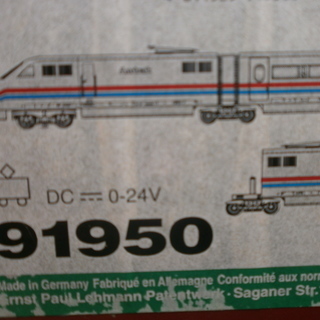 DC 0-24V
91950
Made in Germany Fabriqué en Allemagne Conformité aux norm
Ernst Paul Lehmann Patentwerk · Saganer Str.